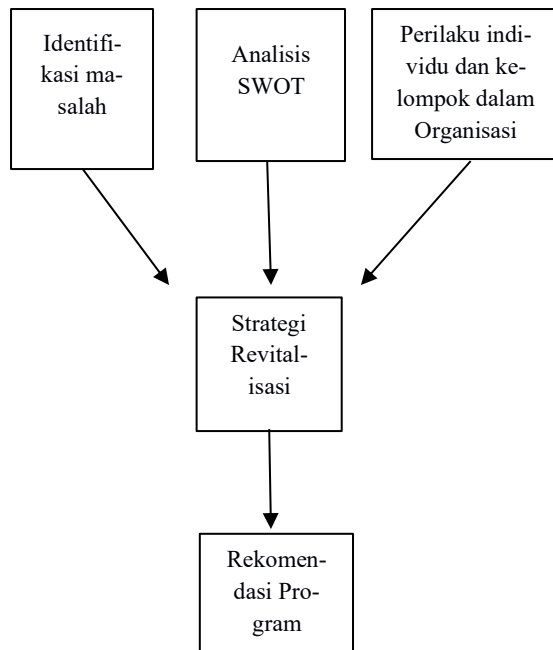 Identifi-
kasi ma-
salah
Analisis
SWOT
Perilaku indi-
vidu dan ke-
lompok dalam
Organisasi
Strategi
Revital-
isasi
Rekomen-
dasi Pro-
gram